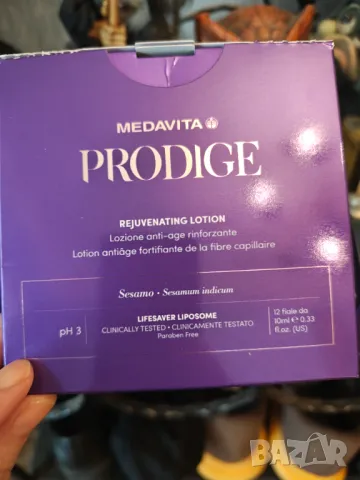 MEDAVITA
PRODIGE
REJUVENATING LOTION
Lozione anti-age rinforzante
Lotion antiâge fortifiante de la fibre capillaire
Sesamo • Sesamum indicum
pH 3
LIFESAVER LIPOSOME
CLINICALLY TESTED • CLINICAMENTE TESTATO
Paraben Free
12 fiale da
10ml ℮ 0.33
fl.oz. (US)
BAZAR
bg